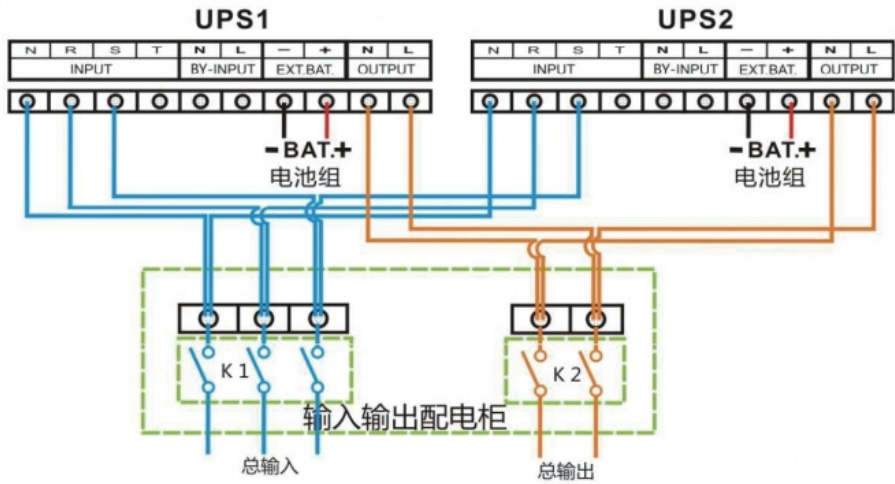 UPS1 UPS2
N R S T N L − + N L N R S T N L − + N L
INPUT BY-INPUT EXT.BAT. OUTPUT INPUT BY-INPUT EXT.BAT. OUTPUT
-BAT.+ -BAT.+
电池组 电池组
K 1 K 2
输入输出配电柜
总输入 总输出